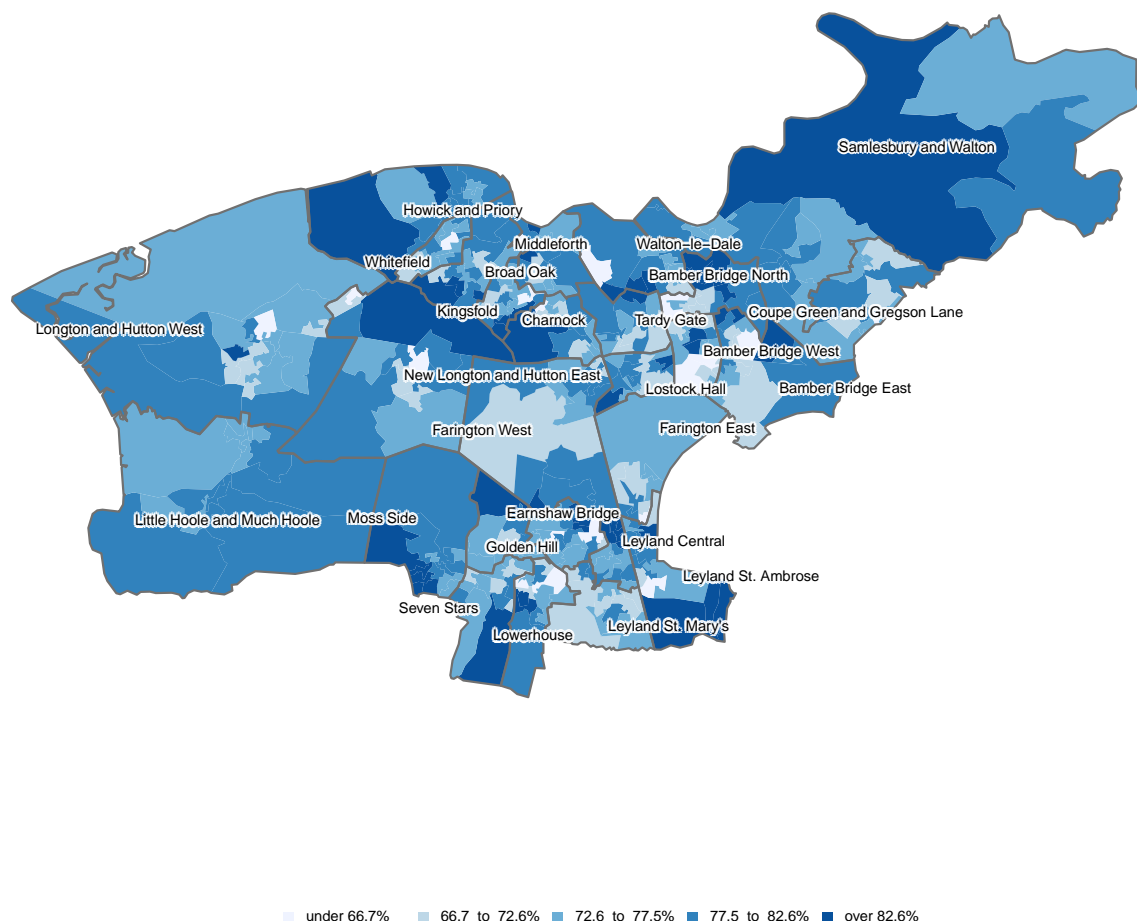 Samlesbury and Walton
Howick and Priory
Middleforth
Walton−le−Dale
Whitefield
Broad Oak
Bamber Bridge North
Kingsfold
Charnock
Tardy Gate
Coupe Green and Gregson Lane
Longton and Hutton West
Bamber Bridge West
New Longton and Hutton East
Lostock Hall
Bamber Bridge East
Farington West
Farington East
Little Hoole and Much Hoole
Moss Side
Earnshaw Bridge
Golden Hill
Leyland Central
Leyland St. Ambrose
Seven Stars
Lowerhouse
Leyland St. Mary's
under 66.7% 66.7 to 72.6% 72.6 to 77.5% 77.5 to 82.6% over 82.6%